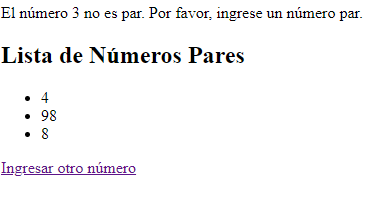 El número 3 no es par. Por favor, ingrese un número par.
Lista de Números Pares
4
98
8
Ingresar otro número